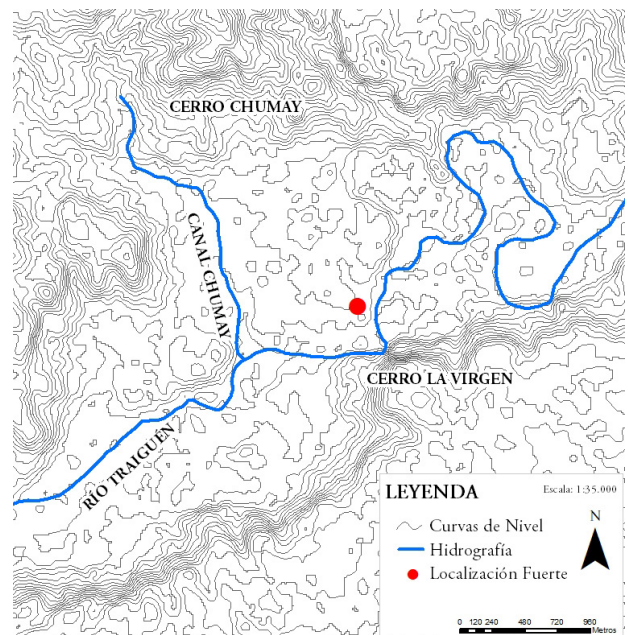 CERRO CHUMAY
CANAL CHUMAY
CERRO LA VIRGEN
RÍO TRAIGUÉN
LEYENDA
Escala: 1:35.000
Curvas de Nivel
Hidrografía
Localización Fuerte
N
0 120 240 480 720 960
Metros